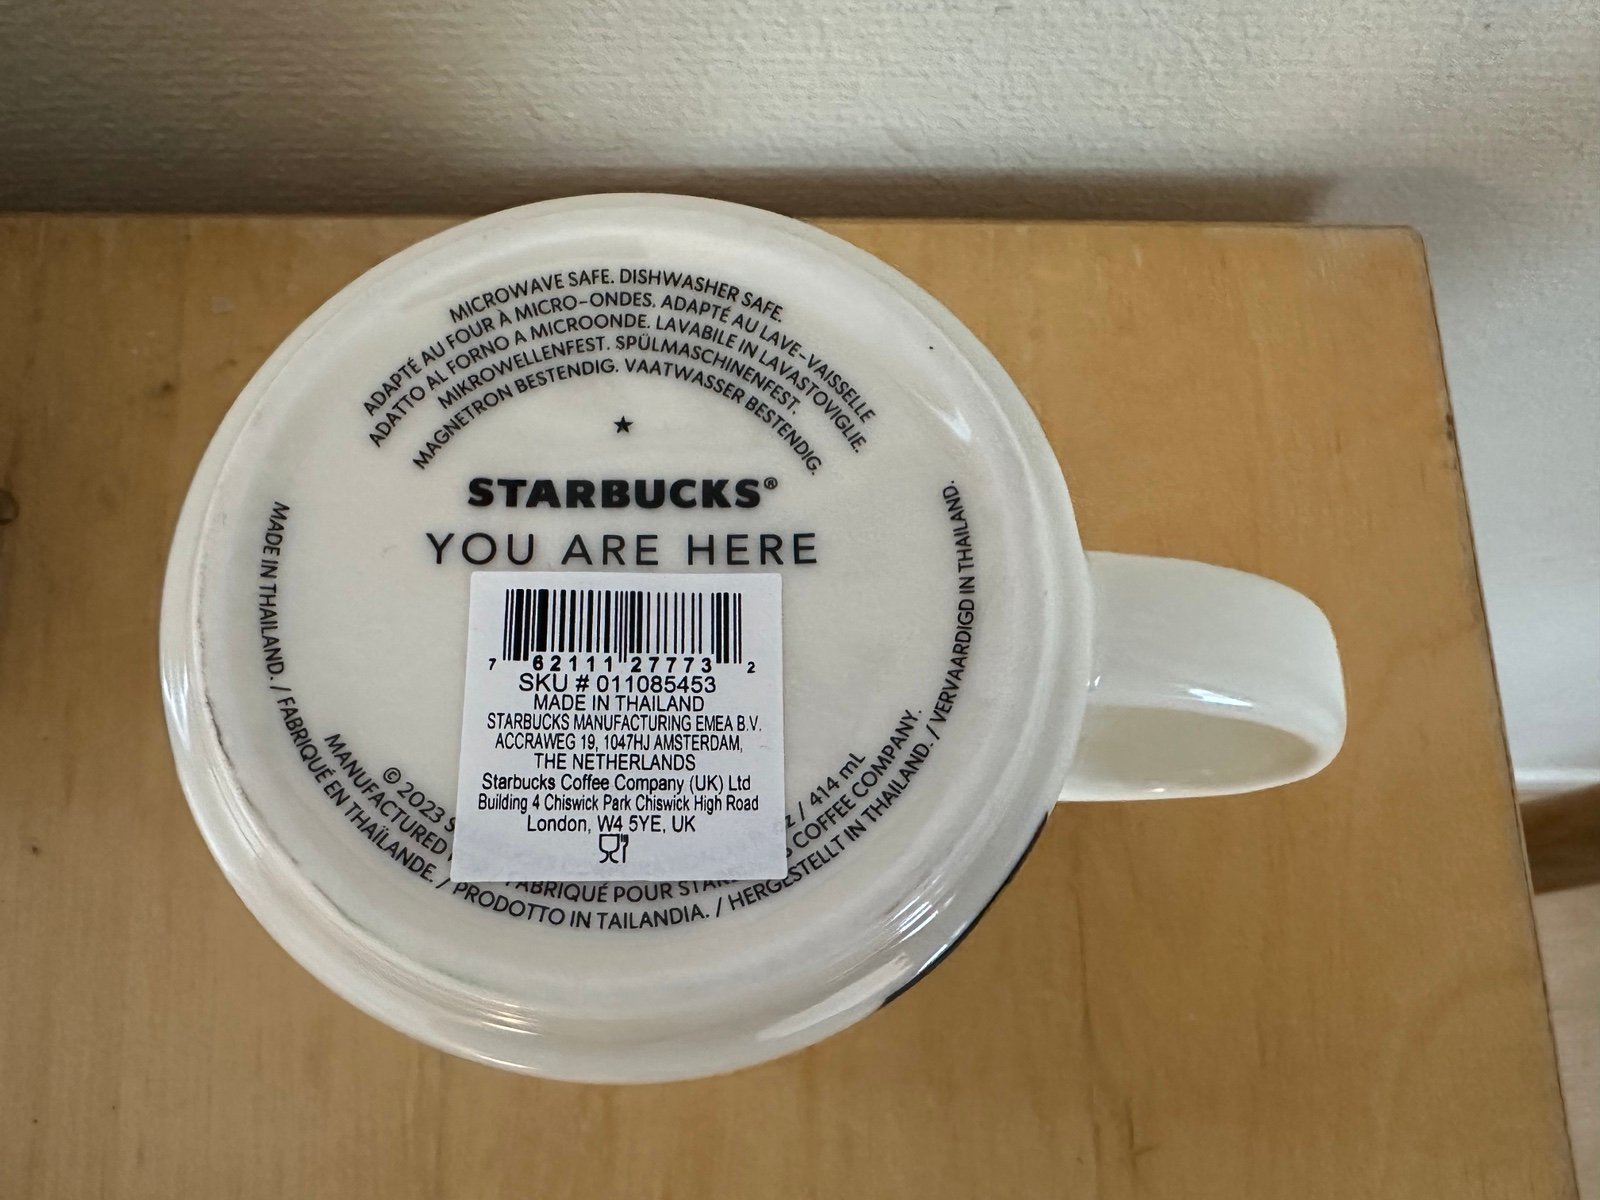 MICROWAVE SAFE. DISHWASHER SAFE.
ADAPTÉ AU FOUR À MICRO-ONDES. ADAPTÉ AU LAVE-VAISSELLE
ADATTO AL FORNO A MICROONDE. LAVABILE IN LAVASTOVIGLIE.
MIKROWELLENFEST. SPÜLMASCHINENFEST.
MAGNETRON BESTENDIG. VAATWASSER BESTENDIG.
STARBUCKS®
YOU ARE HERE
7 62111 27773 2
SKU # 011085453
MADE IN THAILAND
STARBUCKS MANUFACTURING EMEA B.V.
ACCRAWEG 19, 1047HJ AMSTERDAM,
THE NETHERLANDS
Starbucks Coffee Company (UK) Ltd
Building 4 Chiswick Park Chiswick High Road
London, W4 5YE, UK
© 2023 / 414 mL
MANUFACTURED FABRIQUÉ POUR COFFEE COMPANY.
MADE IN THAILAND. / FABRIQUÉ EN THAÏLANDE. / PRODOTTO IN TAILANDIA. / HERGESTELLT IN THAILAND. / VERVAARDIGD IN THAILAND.